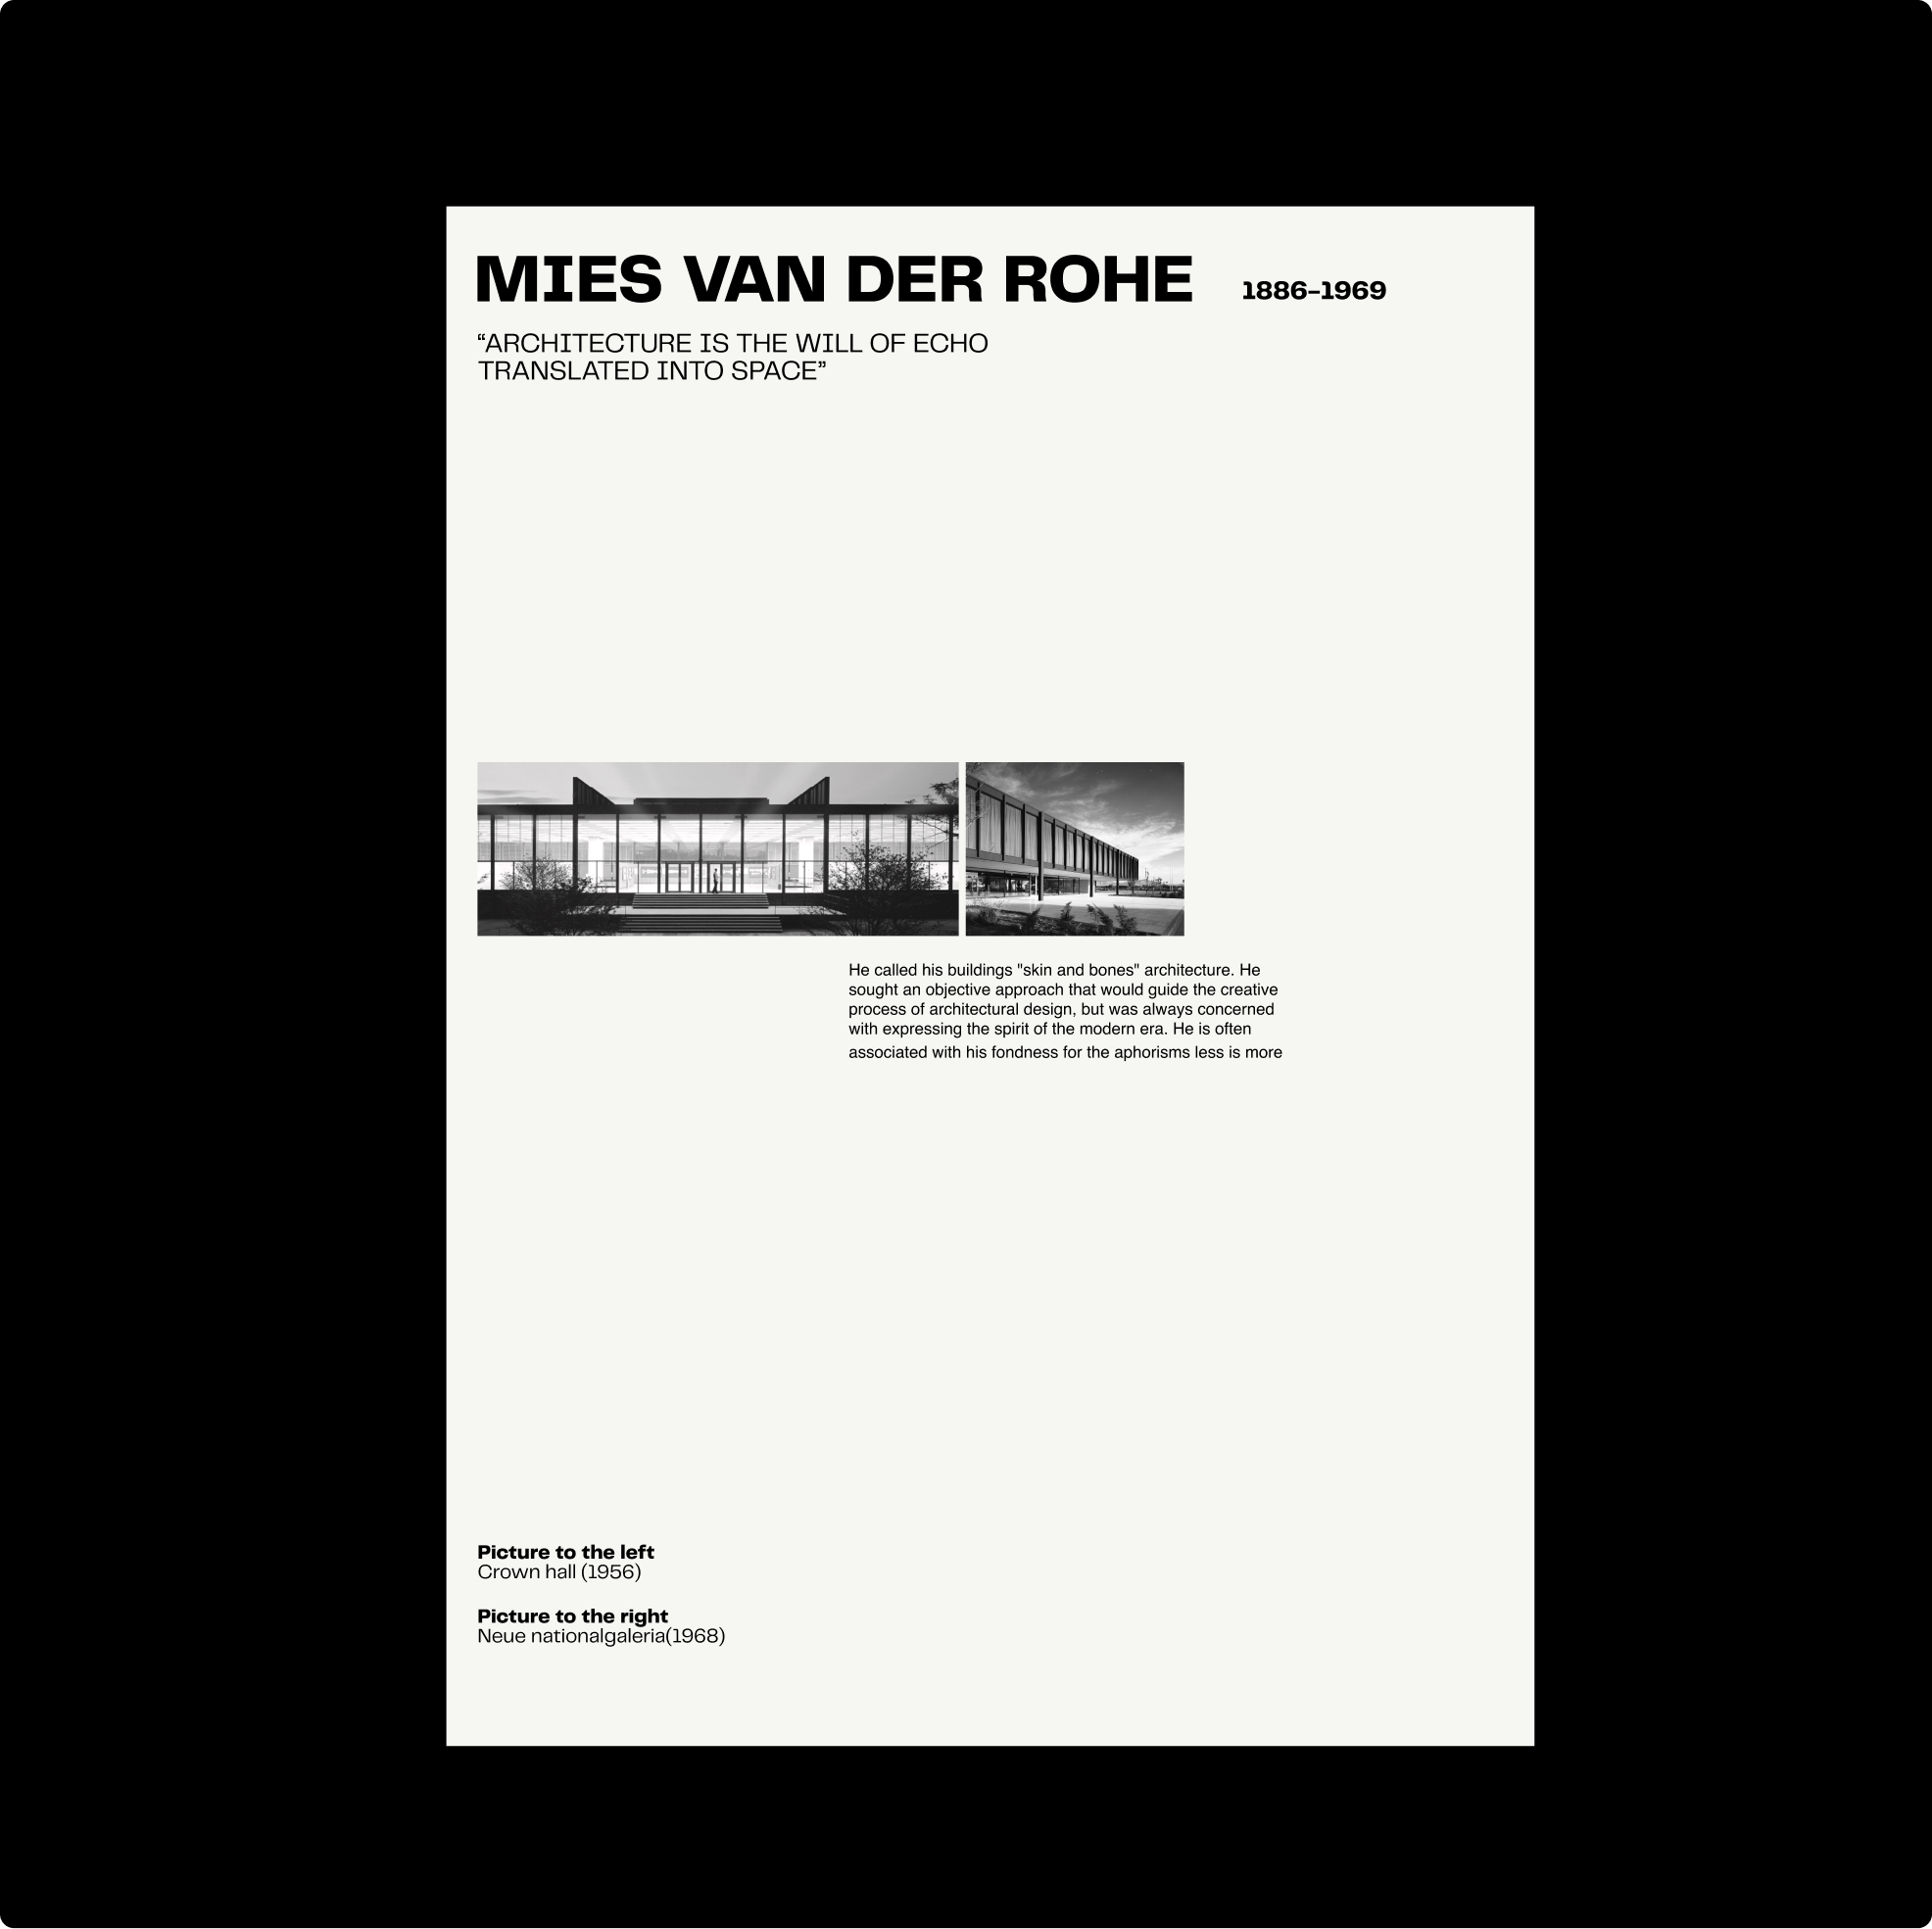 MIES VAN DER ROHE 1886–1969
“ARCHITECTURE IS THE WILL OF ECHO
TRANSLATED INTO SPACE”
He called his buildings "skin and bones" architecture. He
sought an objective approach that would guide the creative
process of architectural design, but was always concerned
with expressing the spirit of the modern era. He is often
associated with his fondness for the aphorisms less is more
Picture to the left
Crown hall (1956)
Picture to the right
Neue nationalgaleria(1968)